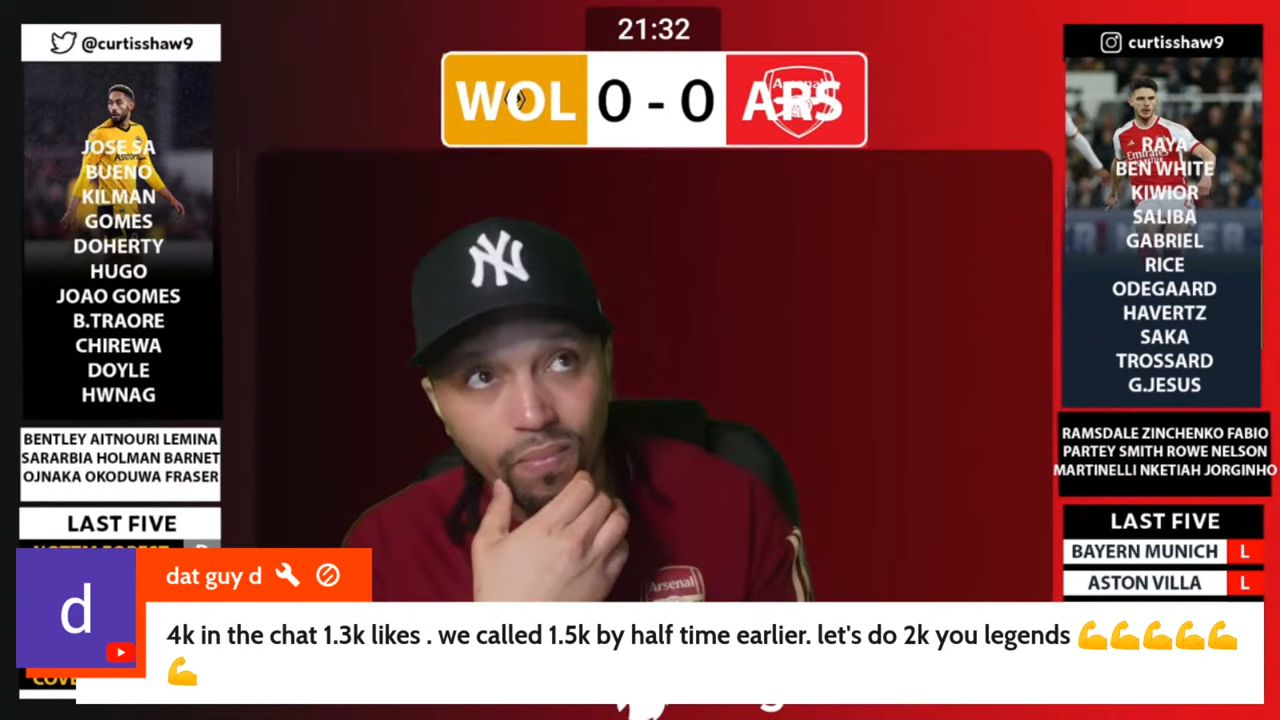 @curtisshaw9
21:32
WOL 0 - 0 ARS
curtisshaw9
JOSE SA
BUENO
KILMAN
GOMES
DOHERTY
HUGO
JOAO GOMES
B.TRAORE
CHIREWA
DOYLE
HWNAG
BENTLEY AITNOURI LEMINA
SARARBIA HOLMAN BARNET
OJNAKA OKODUWA FRASER
LAST FIVE
NY
Arsenal
RAYA
BEN WHITE
KIWIOR
SALIBA
GABRIEL
RICE
ODEGAARD
HAVERTZ
SAKA
TROSSARD
G.JESUS
RAMSDALE ZINCHENKO FABIO
PARTEY SMITH ROWE NELSON
MARTINELLI NKETIAH JORGINHO
LAST FIVE
BAYERN MUNICH L
ASTON VILLA L
d
dat guy d
4k in the chat 1.3k likes . we called 1.5k by half time earlier. let's do 2k you legends 💪💪💪💪💪
💪